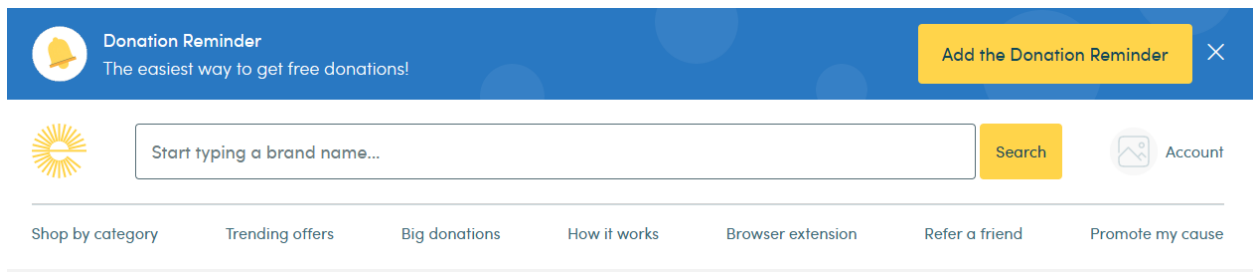 Donation Reminder
The easiest way to get free donations!
Add the Donation Reminder
Start typing a brand name...
Search
Account
Shop by category
Trending offers
Big donations
How it works
Browser extension
Refer a friend
Promote my cause